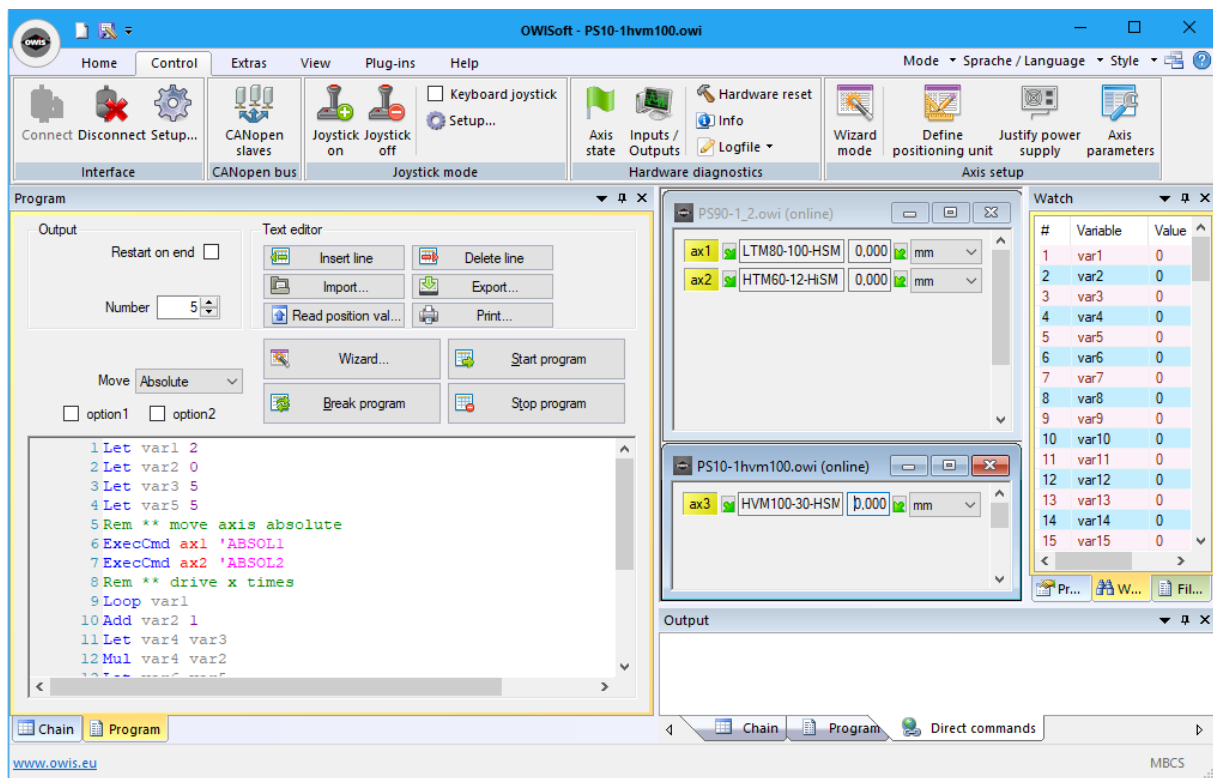 OWISoft - PS10-1hvm100.owi
owis
Home Control Extras View Plug-ins Help Mode Sprache / Language Style
Connect Disconnect Setup...
CANopen slaves
Joystick on
Joystick off
Keyboard joystick
Setup...
Axis state
Inputs / Outputs
Hardware reset
Info
Logfile
Wizard mode
Define positioning unit
Justify power supply
Axis parameters
Interface CANopen bus Joystick mode Hardware diagnostics Axis setup
Program
Output
Restart on end
Number 5
Text editor
Insert line Delete line
Import... Export...
Read position val... Print...
Move Absolute
option1 option2
Wizard... Start program
Break program Stop program
1 Let var1 2
2 Let var2 0
3 Let var3 5
4 Let var5 5
5 Rem ** move axis absolute
6 ExecCmd ax1 'ABSOL1
7 ExecCmd ax2 'ABSOL2
8 Rem ** drive x times
9 Loop var1
10 Add var2 1
11 Let var4 var3
12 Mul var4 var2
13 Let var6 var5
Chain Program
PS90-1_2.owi (online)
ax1 LTM80-100-HSM 0,000 mm
ax2 HTM60-12-HiSM 0,000 mm
PS10-1hvm100.owi (online)
ax3 HVM100-30-HSM 0,000 mm
Watch
# Variable Value
1 var1 0
2 var2 0
3 var3 0
4 var4 0
5 var5 0
6 var6 0
7 var7 0
8 var8 0
9 var9 0
10 var10 0
11 var11 0
12 var12 0
13 var13 0
14 var14 0
15 var15 0
Pr... W... Fil...
Output
Chain Program Direct commands
www.owis.eu
MBCS